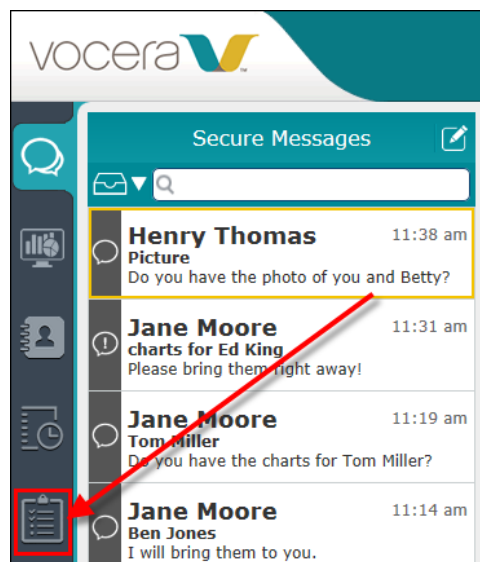 vocera™
Secure Messages
Henry Thomas 11:38 am
Picture
Do you have the photo of you and Betty?
Jane Moore 11:31 am
charts for Ed King
Please bring them right away!
Jane Moore 11:19 am
Tom Miller
Do you have the charts for Tom Miller?
Jane Moore 11:14 am
Ben Jones
I will bring them to you.